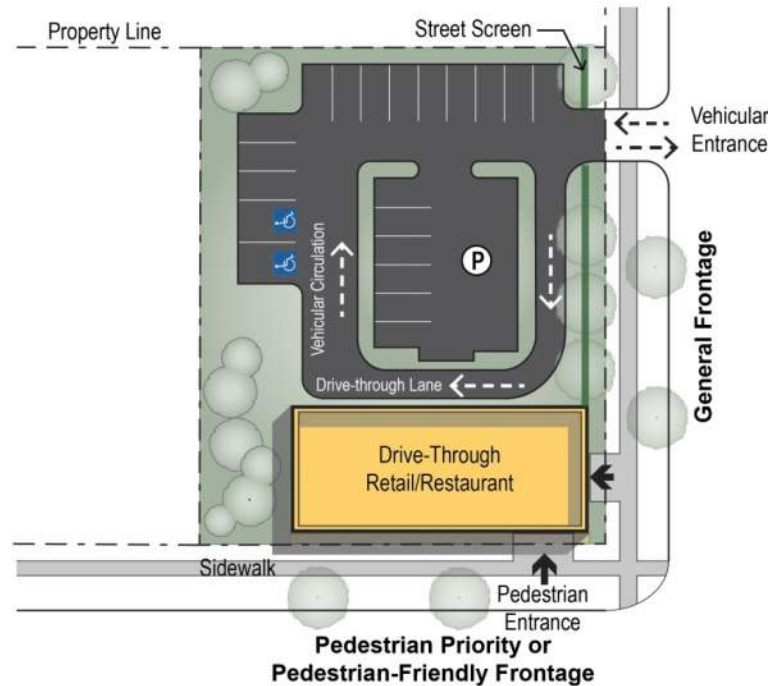 Property Line
Street Screen
Vehicular
Entrance
P
Vehicular Circulation
General Frontage
Drive-through Lane
Drive-Through
Retail/Restaurant
Sidewalk
Pedestrian
Entrance
Pedestrian Priority or
Pedestrian-Friendly Frontage